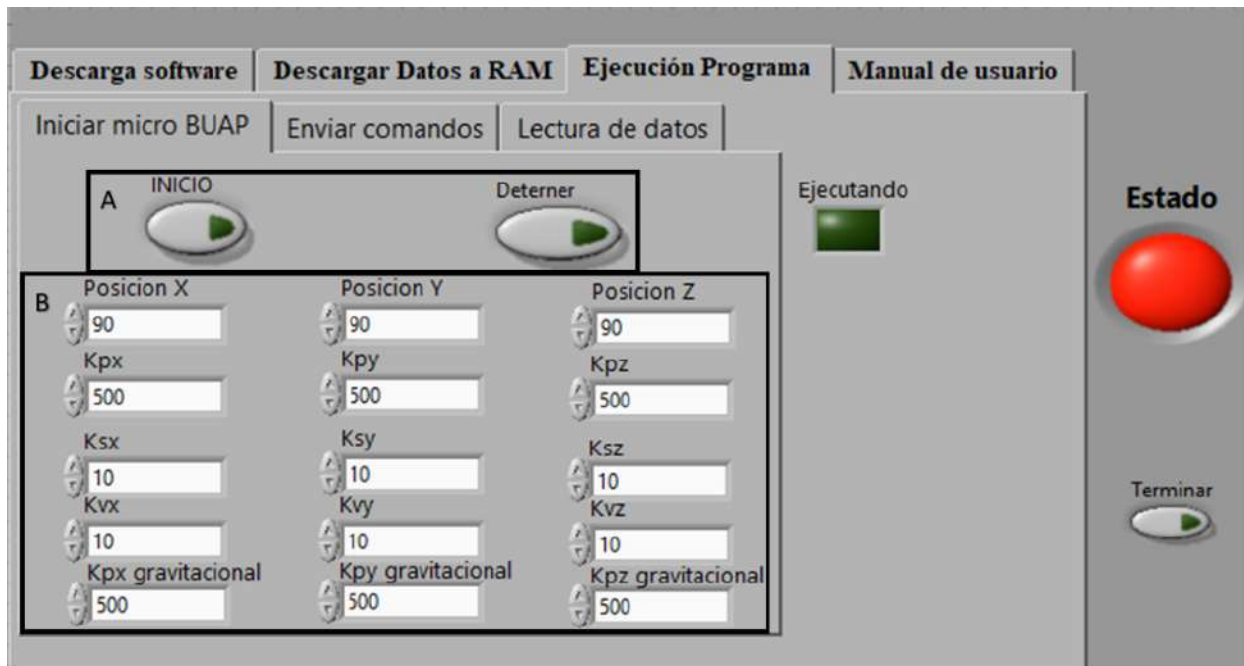 Descarga software Descargar Datos a RAM Ejecución Programa Manual de usuario
Iniciar micro BUAP Enviar comandos Lectura de datos
A INICIO Deterner Ejecutando Estado
B Posicion X Posicion Y Posicion Z
90 90 90
Kpx Kpy Kpz
500 500 500
Ksx Ksy Ksz
10 10 10
Kvx Kvy Kvz Terminar
10 10 10
Kpx gravitacional Kpy gravitacional Kpz gravitacional
500 500 500